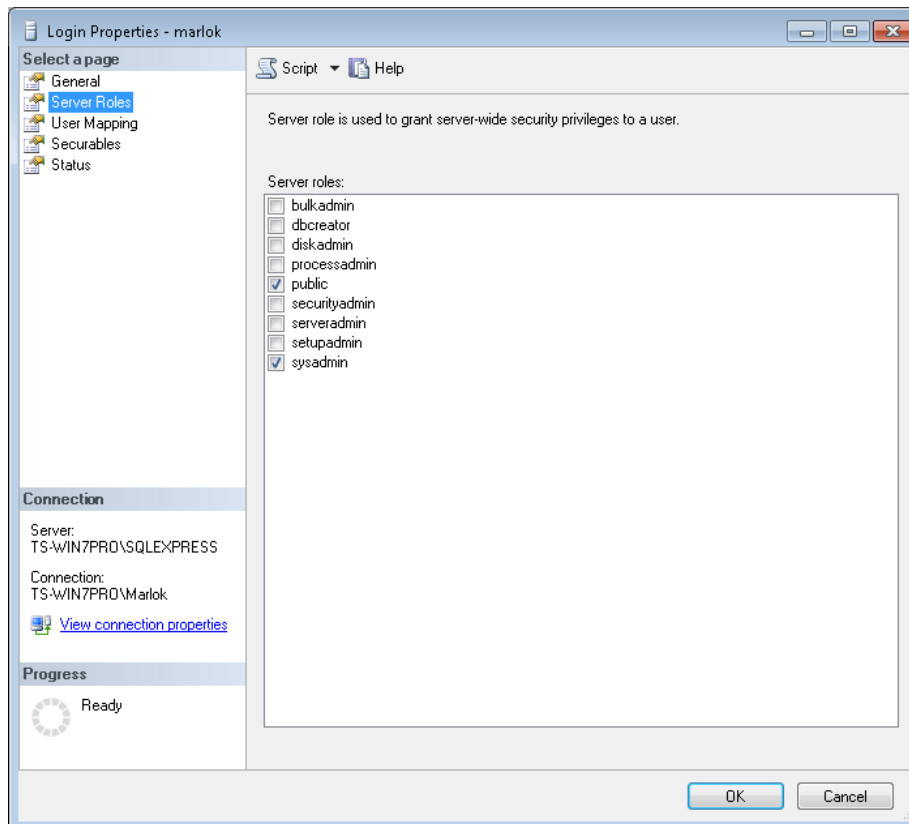 Login Properties - marlok
Select a page
General
Server Roles
User Mapping
Securables
Status
Script
Help
Server role is used to grant server-wide security privileges to a user.
Server roles:
bulkadmin
dbcreator
diskadmin
processadmin
public
securityadmin
serveradmin
setupadmin
sysadmin
Connection
Server:
TS-WIN7PRO\SQLEXPRESS
Connection:
TS-WIN7PRO\Marlok
View connection properties
Progress
Ready
OK
Cancel